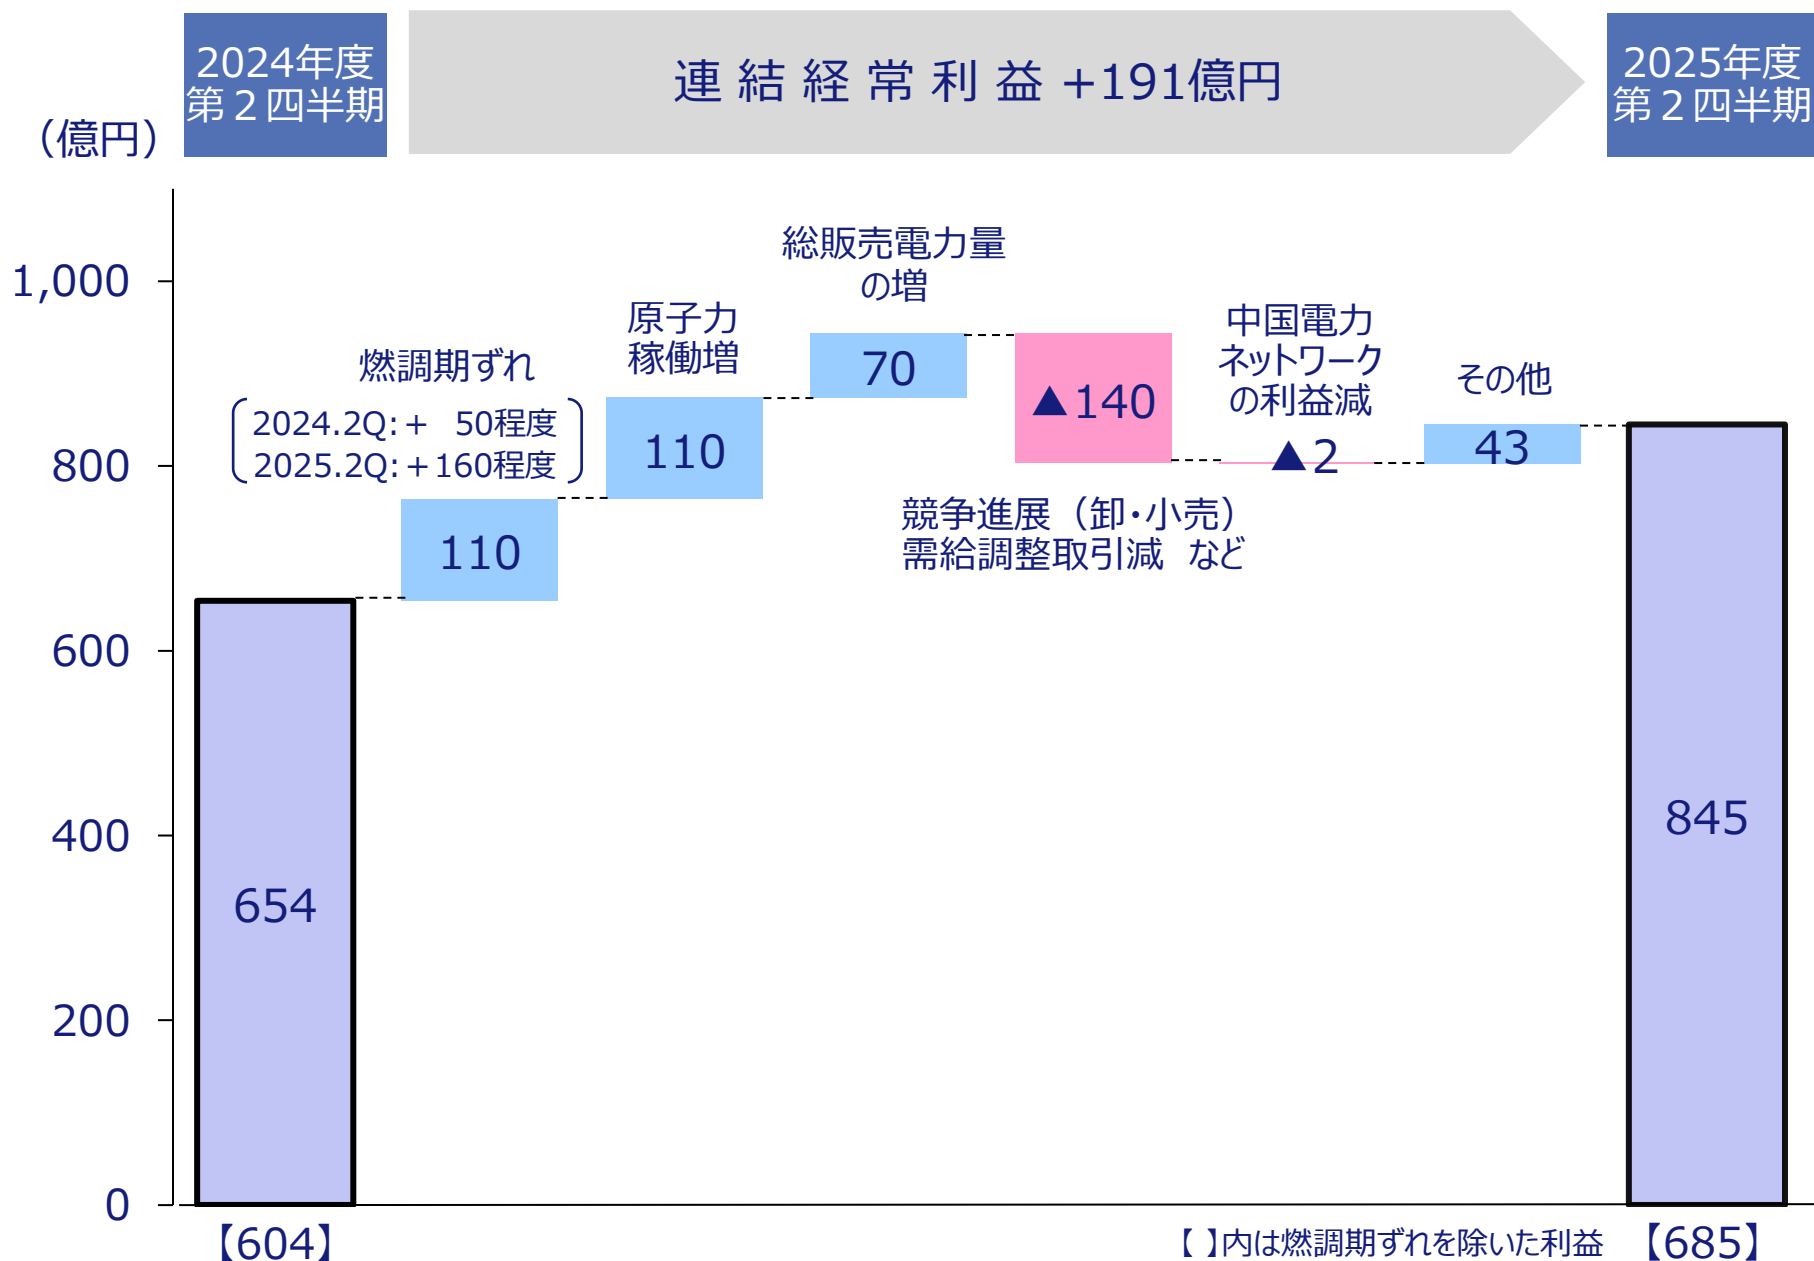 2024年度
第２四半期
連結経常利益 +191億円
2025年度
第２四半期
（億円）
1,000
800
600
400
200
0
654
【604】
燃調期ずれ
2024.2Q:＋ 50程度
2025.2Q:＋160程度
110
原子力
稼働増
110
総販売電力量
の増
70
▲140
競争進展（卸・小売）
需給調整取引減 など
中国電力
ネットワーク
の利益減
▲2
その他
43
845
【 】内は燃調期ずれを除いた利益
【685】